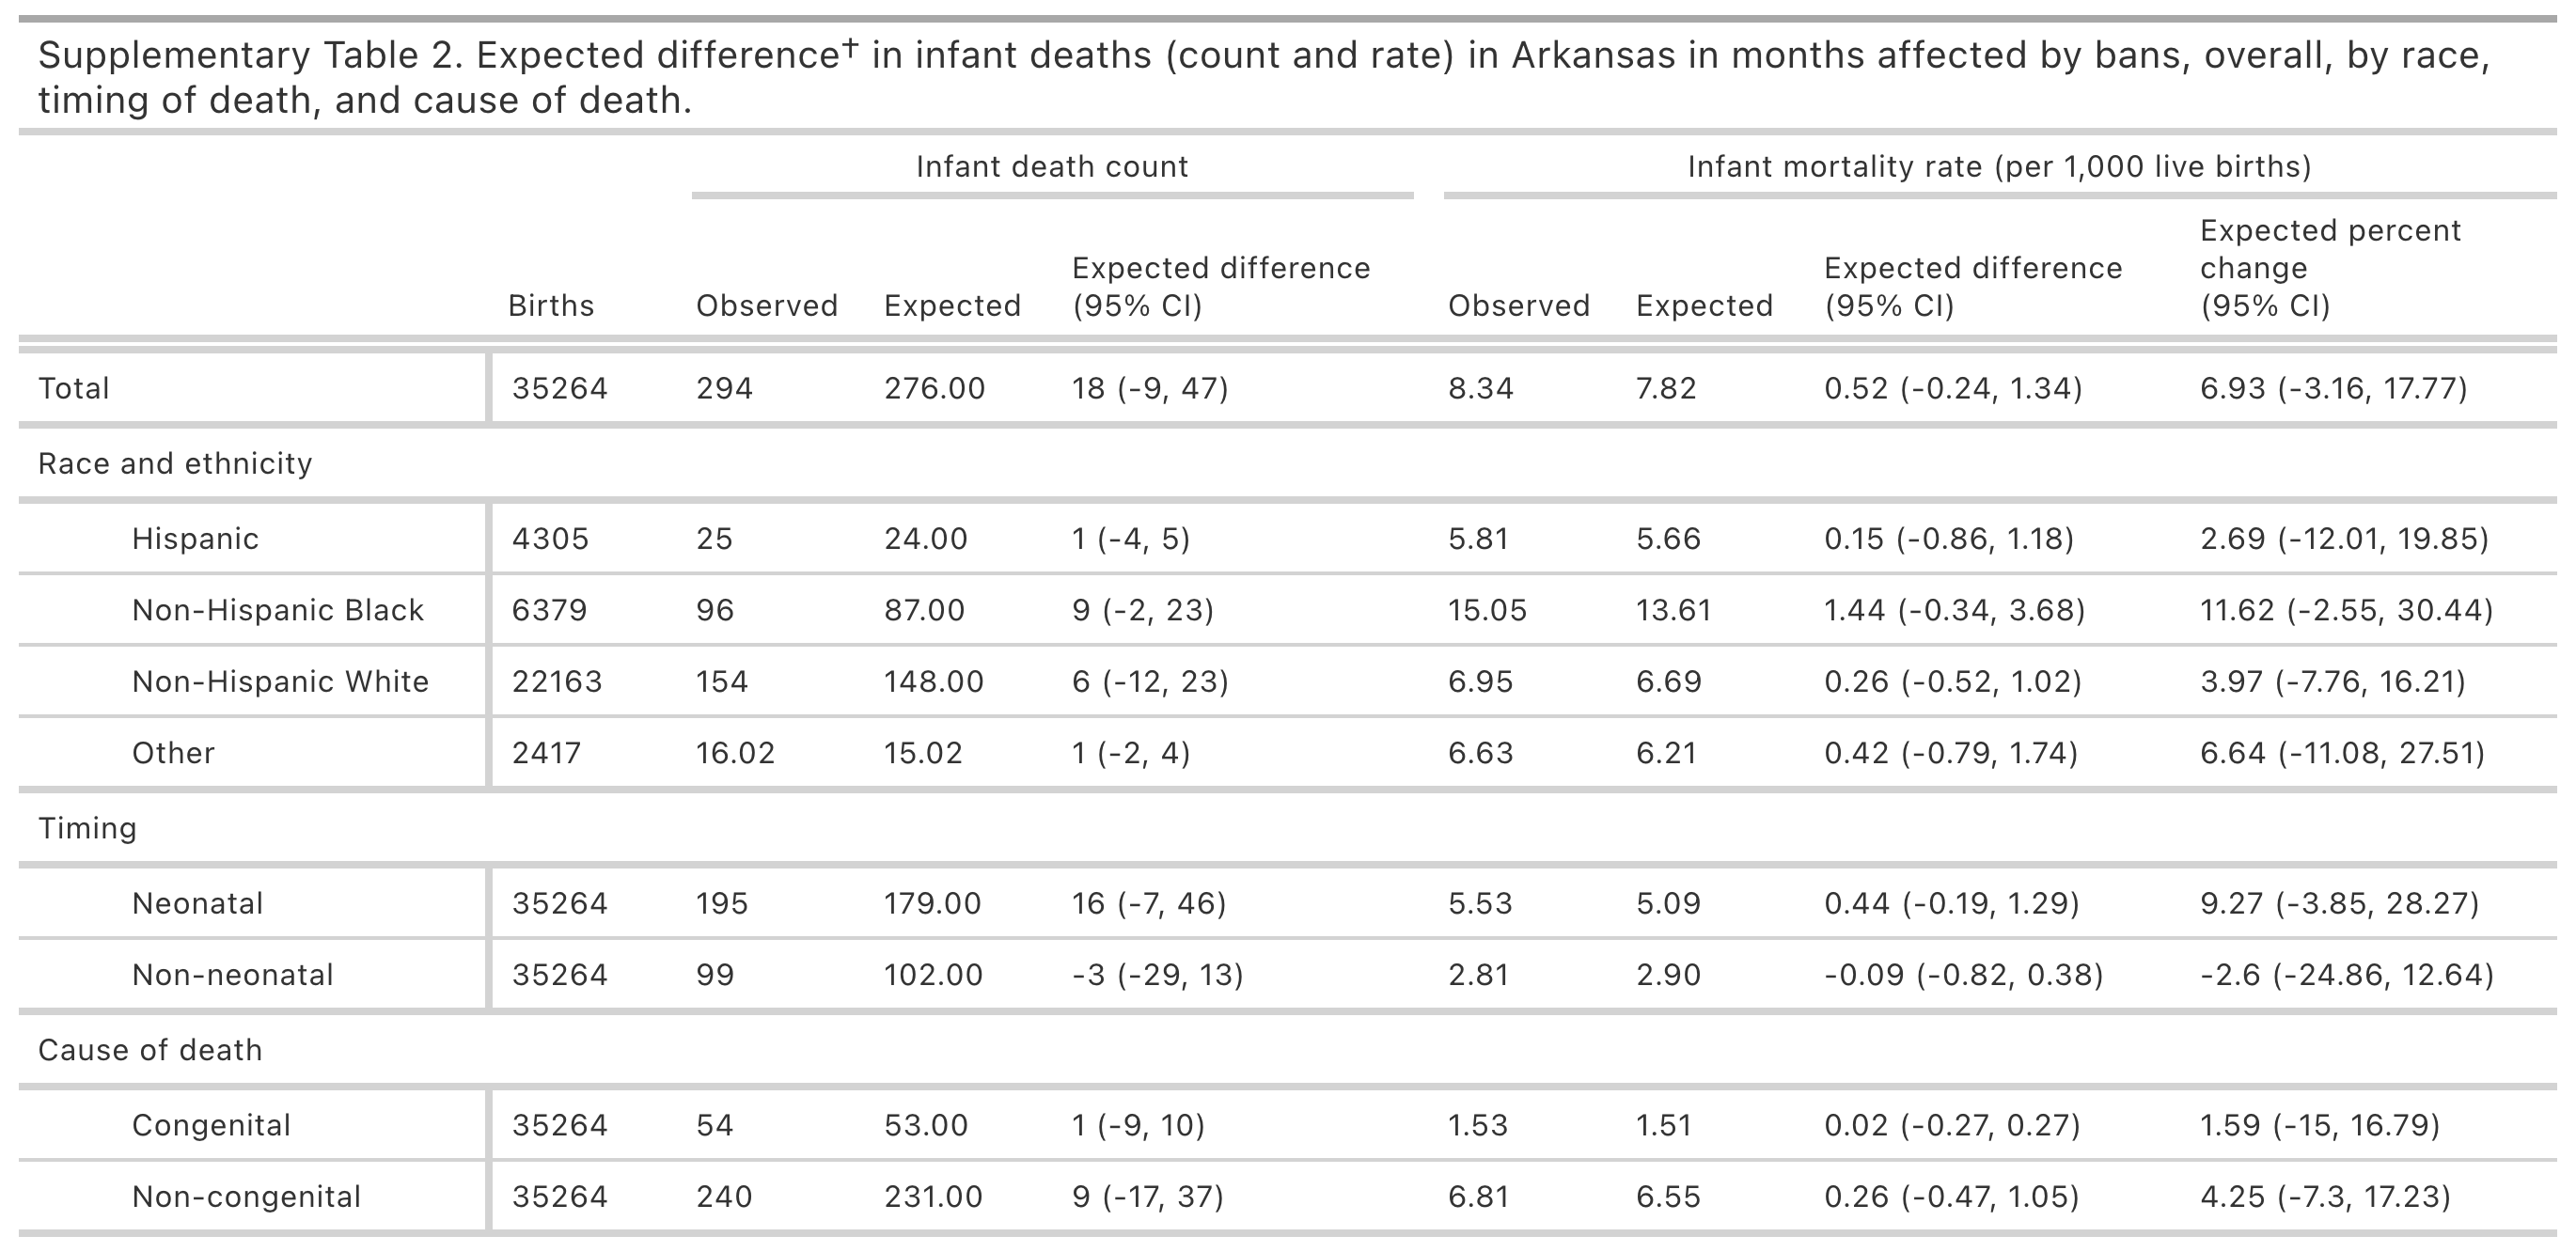 Supplementary Table 2. Expected difference† in infant deaths (count and rate) in Arkansas in months affected by bans, overall, by race,
timing of death, and cause of death.
Infant death count Infant mortality rate (per 1,000 live births)
Births Observed Expected Expected difference (95% CI) Observed Expected Expected difference (95% CI) Expected percent change (95% CI)
Total 35264 294 276.00 18 (-9, 47) 8.34 7.82 0.52 (-0.24, 1.34) 6.93 (-3.16, 17.77)
Race and ethnicity
Hispanic 4305 25 24.00 1 (-4, 5) 5.81 5.66 0.15 (-0.86, 1.18) 2.69 (-12.01, 19.85)
Non-Hispanic Black 6379 96 87.00 9 (-2, 23) 15.05 13.61 1.44 (-0.34, 3.68) 11.62 (-2.55, 30.44)
Non-Hispanic White 22163 154 148.00 6 (-12, 23) 6.95 6.69 0.26 (-0.52, 1.02) 3.97 (-7.76, 16.21)
Other 2417 16.02 15.02 1 (-2, 4) 6.63 6.21 0.42 (-0.79, 1.74) 6.64 (-11.08, 27.51)
Timing
Neonatal 35264 195 179.00 16 (-7, 46) 5.53 5.09 0.44 (-0.19, 1.29) 9.27 (-3.85, 28.27)
Non-neonatal 35264 99 102.00 -3 (-29, 13) 2.81 2.90 -0.09 (-0.82, 0.38) -2.6 (-24.86, 12.64)
Cause of death
Congenital 35264 54 53.00 1 (-9, 10) 1.53 1.51 0.02 (-0.27, 0.27) 1.59 (-15, 16.79)
Non-congenital 35264 240 231.00 9 (-17, 37) 6.81 6.55 0.26 (-0.47, 1.05) 4.25 (-7.3, 17.23)